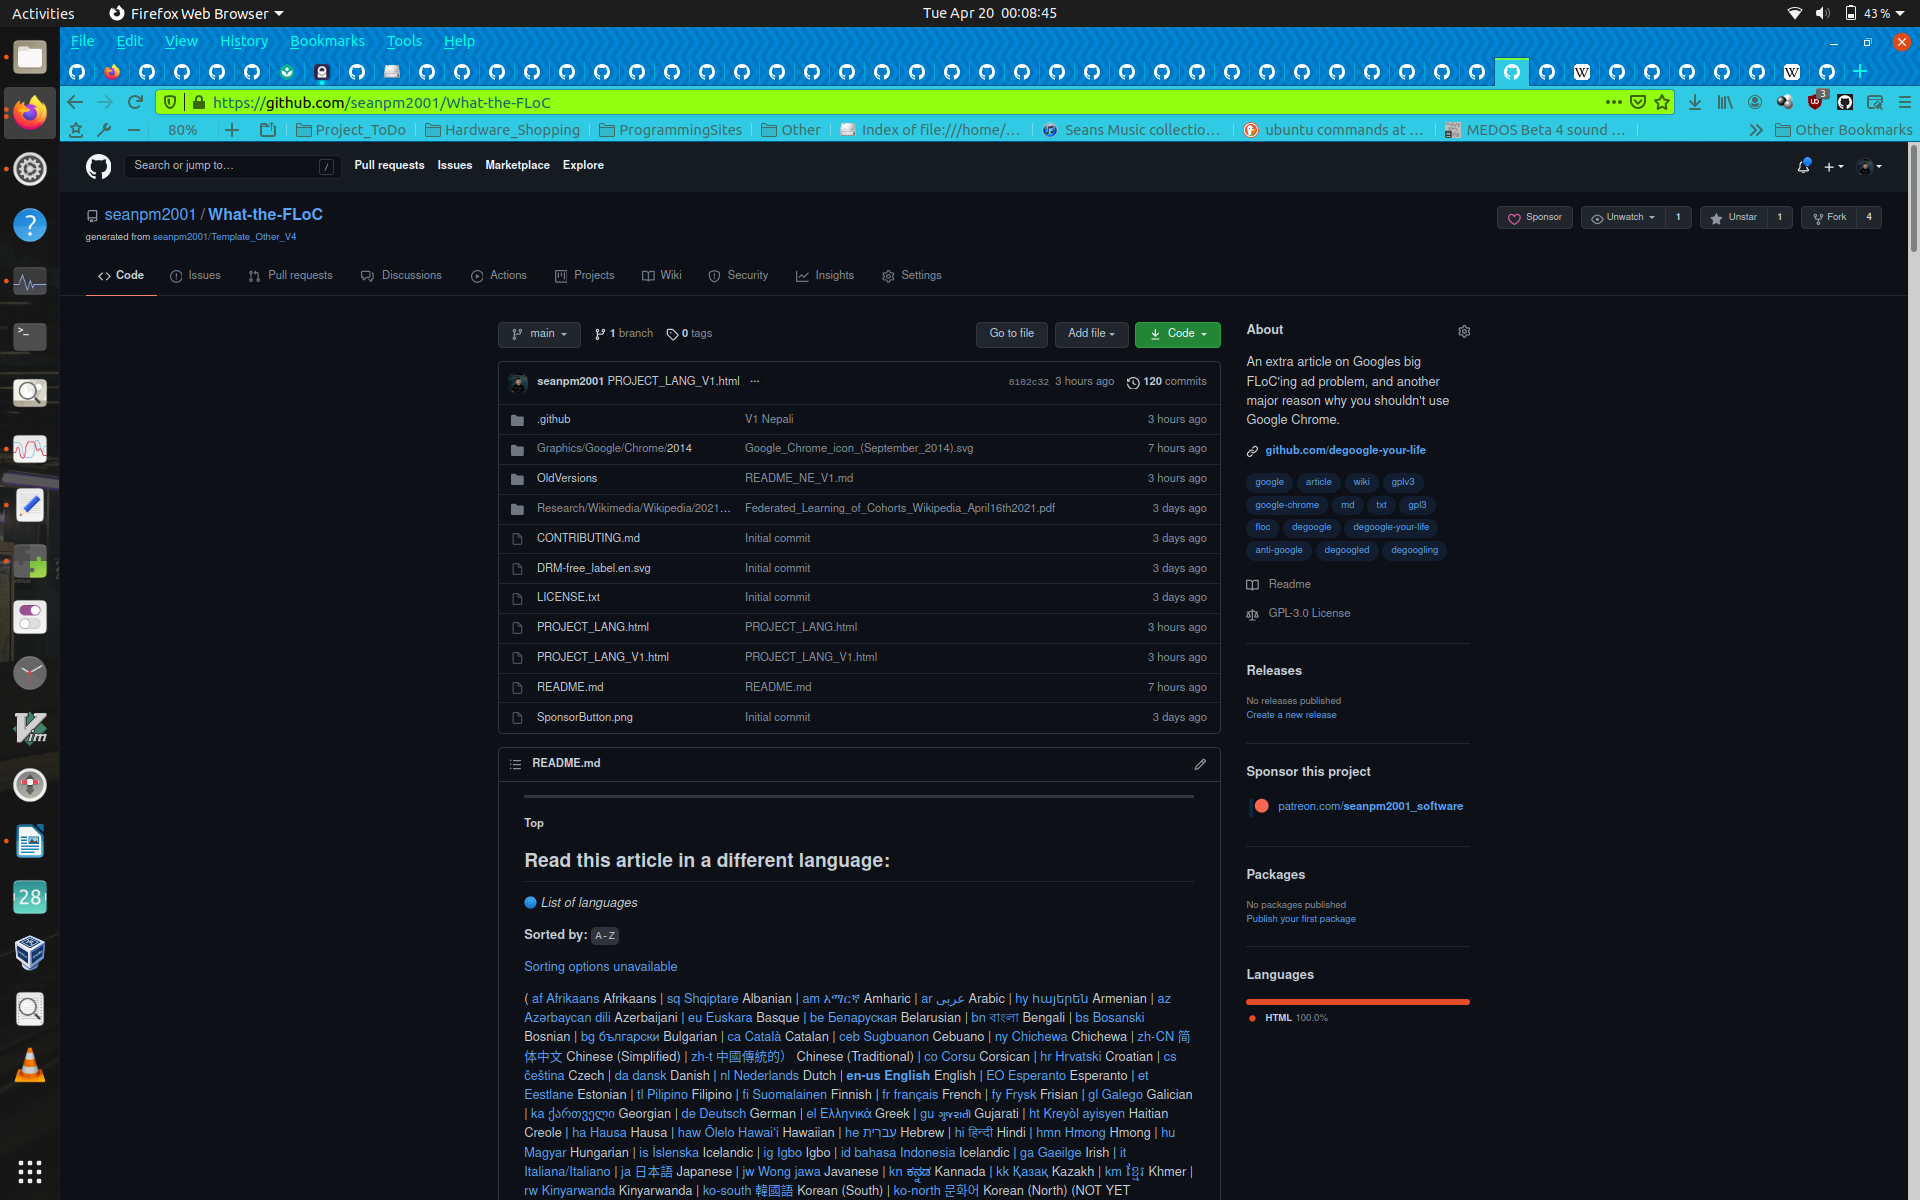 Activities Firefox Web Browser Tue Apr 20 00:08:45 43 %
File Edit View History Bookmarks Tools Help
https://github.com/seanpm2001/What-the-FLoC 3
80% Project_ToDo Hardware_Shopping ProgrammingSites Other Index of file:///home/… Seans Music collectio… ubuntu commands at … MEDOS Beta 4 sound … Other Bookmarks
Search or jump to… / Pull requests Issues Marketplace Explore
seanpm2001 / What-the-FLoC Sponsor Unwatch 1 Unstar 1 Fork 4
generated from seanpm2001/Template_Other_V4
Code Issues Pull requests Discussions Actions Projects Wiki Security Insights Settings
main 1 branch 0 tags Go to file Add file Code
seanpm2001 PROJECT_LANG_V1.html ... 8102c32 3 hours ago 120 commits
.github V1 Nepali 3 hours ago
Graphics/Google/Chrome/2014 Google_Chrome_icon_(September_2014).svg 7 hours ago
OldVersions README_NE_V1.md 3 hours ago
Research/Wikimedia/Wikipedia/2021… Federated_Learning_of_Cohorts_Wikipedia_April16th2021.pdf 3 days ago
CONTRIBUTING.md Initial commit 3 days ago
DRM-free_label.en.svg Initial commit 3 days ago
LICENSE.txt Initial commit 3 days ago
PROJECT_LANG.html PROJECT_LANG.html 3 hours ago
PROJECT_LANG_V1.html PROJECT_LANG_V1.html 3 hours ago
README.md README.md 7 hours ago
SponsorButton.png Initial commit 3 days ago
README.md
Top
Read this article in a different language:
List of languages
Sorted by: A-Z
Sorting options unavailable
( af Afrikaans Afrikaans | sq Shqiptare Albanian | am አማርኛ Amharic | ar عربى Arabic | hy հայերեն Armenian | az
Azərbaycan dili Azerbaijani | eu Euskara Basque | be Беларуская Belarusian | bn বাংলা Bengali | bs Bosanski
Bosnian | bg български Bulgarian | ca Català Catalan | ceb Sugbuanon Cebuano | ny Chichewa Chichewa | zh-CN 简
体中文 Chinese (Simplified) | zh-t 中國傳統的） Chinese (Traditional) | co Corsu Corsican | hr Hrvatski Croatian | cs
čeština Czech | da dansk Danish | nl Nederlands Dutch | en-us English English | EO Esperanto Esperanto | et
Eestlane Estonian | tl Pilipino Filipino | fi Suomalainen Finnish | fr français French | fy Frysk Frisian | gl Galego Galician
| ka ქართველი Georgian | de Deutsch German | el Ελληνικά Greek | gu ગુજરાતી Gujarati | ht Kreyòl ayisyen Haitian
Creole | ha Hausa Hausa | haw Ōlelo Hawaiʻi Hawaiian | he עִברִית Hebrew | hi हिन्दी Hindi | hmn Hmong Hmong | hu
Magyar Hungarian | is Íslenska Icelandic | ig Igbo Igbo | id bahasa Indonesia Icelandic | ga Gaeilge Irish | it
Italiana/Italiano | ja 日本語 Japanese | jw Wong jawa Javanese | kn ಕನ್ನಡ Kannada | kk Қазақ Kazakh | km ខ្មែរ Khmer |
rw Kinyarwanda Kinyarwanda | ko-south 韓國語 Korean (South) | ko-north 문화어 Korean (North) (NOT YET
About
An extra article on Googles big
FLoC'ing ad problem, and another
major reason why you shouldn't use
Google Chrome.
github.com/degoogle-your-life
google article wiki gplv3
google-chrome md txt gpl3
floc degoogle degoogle-your-life
anti-google degoogled degoogling
Readme
GPL-3.0 License
Releases
No releases published
Create a new release
Sponsor this project
patreon.com/seanpm2001_software
Packages
No packages published
Publish your first package
Languages
HTML 100.0%
28